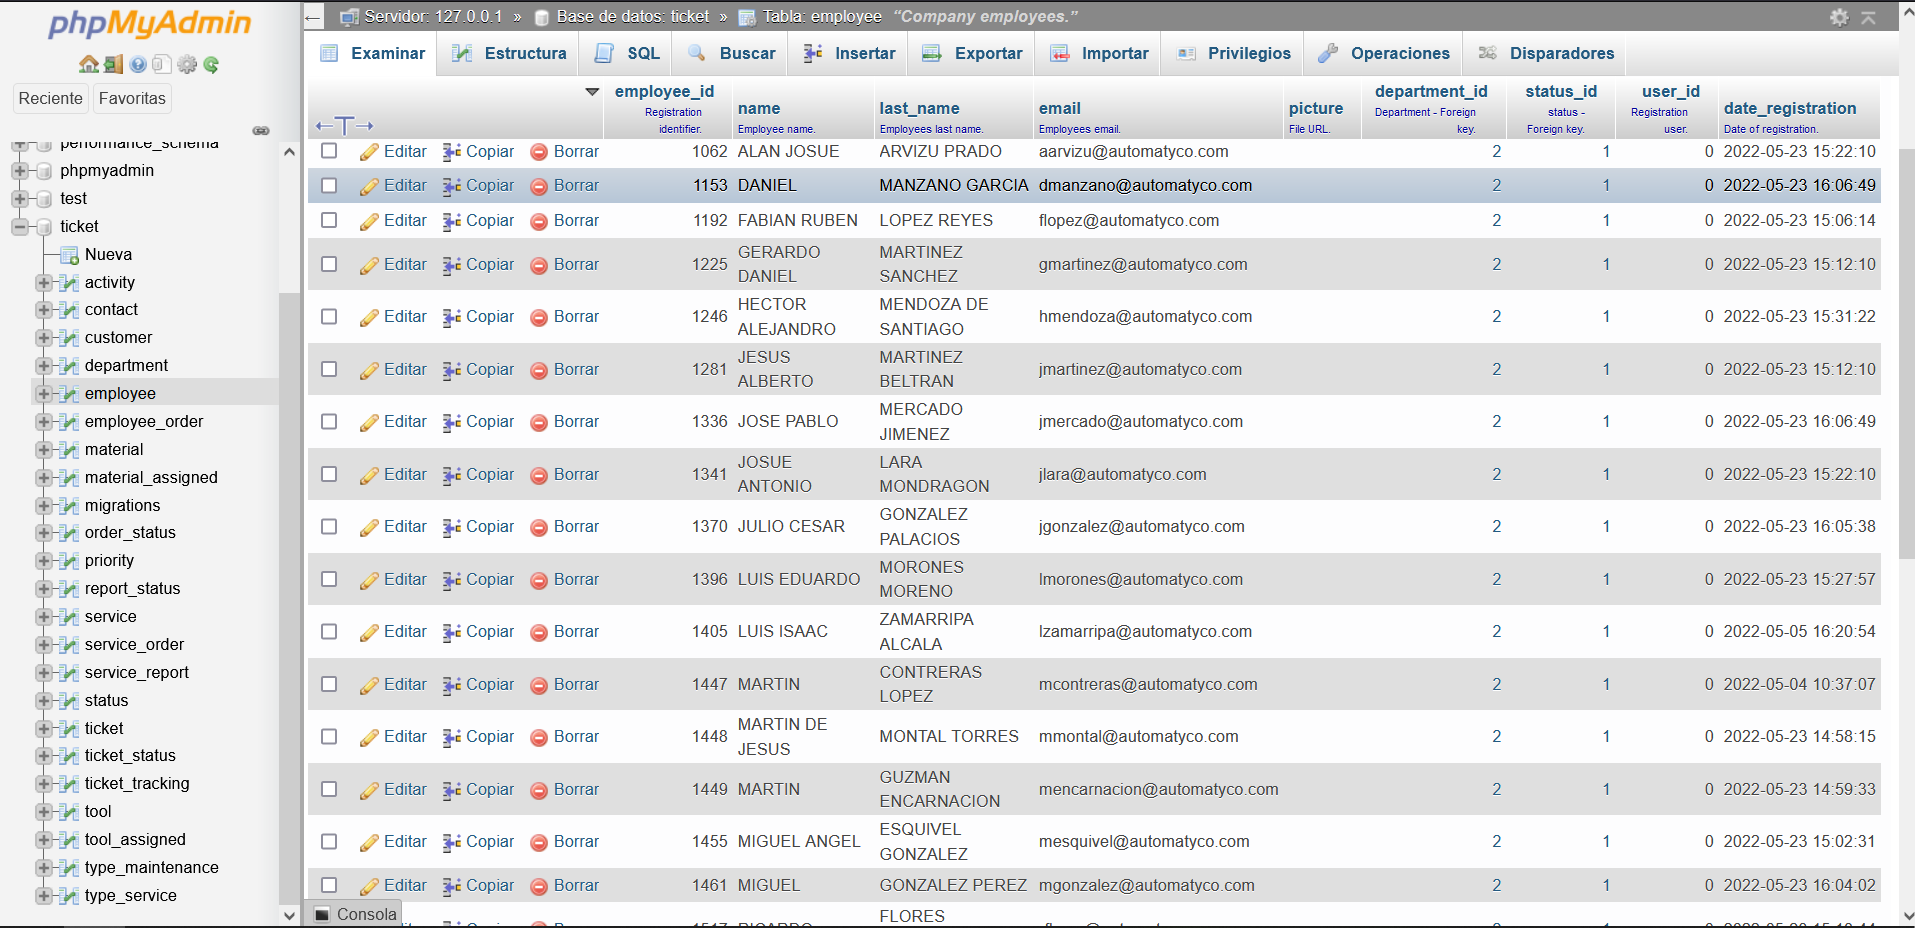 phpMyAdmin
Reciente Favoritas
performance_schema
phpmyadmin
test
ticket
Nueva
activity
contact
customer
department
employee
employee_order
material
material_assigned
migrations
order_status
priority
report_status
service
service_order
service_report
status
ticket
ticket_status
ticket_tracking
tool
tool_assigned
type_maintenance
type_service
Servidor: 127.0.0.1 » Base de datos: ticket » Tabla: employee “Company employees.”
Examinar Estructura SQL Buscar Insertar Exportar Importar Privilegios Operaciones Disparadores
employee_id name last_name email picture department_id status_id user_id date_registration
Registration identifier. Employee name. Employees last name. Employees email. File URL. Department - Foreign key. status - Foreign key. Registration user. Date of registration.
Editar Copiar Borrar 1062 ALAN JOSUE ARVIZU PRADO aarvizu@automatyco.com 2 1 0 2022-05-23 15:22:10
Editar Copiar Borrar 1153 DANIEL MANZANO GARCIA dmanzano@automatyco.com 2 1 0 2022-05-23 16:06:49
Editar Copiar Borrar 1192 FABIAN RUBEN LOPEZ REYES flopez@automatyco.com 2 1 0 2022-05-23 15:06:14
Editar Copiar Borrar 1225 GERARDO DANIEL MARTINEZ SANCHEZ gmartinez@automatyco.com 2 1 0 2022-05-23 15:12:10
Editar Copiar Borrar 1246 HECTOR ALEJANDRO MENDOZA DE SANTIAGO hmendoza@automatyco.com 2 1 0 2022-05-23 15:31:22
Editar Copiar Borrar 1281 JESUS ALBERTO MARTINEZ BELTRAN jmartinez@automatyco.com 2 1 0 2022-05-23 15:12:10
Editar Copiar Borrar 1336 JOSE PABLO MERCADO JIMENEZ jmercado@automatyco.com 2 1 0 2022-05-23 16:06:49
Editar Copiar Borrar 1341 JOSUE ANTONIO LARA MONDRAGON jlara@automatyco.com 2 1 0 2022-05-23 15:22:10
Editar Copiar Borrar 1370 JULIO CESAR GONZALEZ PALACIOS jgonzalez@automatyco.com 2 1 0 2022-05-23 16:05:38
Editar Copiar Borrar 1396 LUIS EDUARDO MORONES MORENO lmorones@automatyco.com 2 1 0 2022-05-23 15:27:57
Editar Copiar Borrar 1405 LUIS ISAAC ZAMARRIPA ALCALA lzamarripa@automatyco.com 2 1 0 2022-05-05 16:20:54
Editar Copiar Borrar 1447 MARTIN CONTRERAS LOPEZ mcontreras@automatyco.com 2 1 0 2022-05-04 10:37:07
Editar Copiar Borrar 1448 MARTIN DE JESUS MONTAL TORRES mmontal@automatyco.com 2 1 0 2022-05-23 14:58:15
Editar Copiar Borrar 1449 MARTIN GUZMAN ENCARNACION mencarnacion@automatyco.com 2 1 0 2022-05-23 14:59:33
Editar Copiar Borrar 1455 MIGUEL ANGEL ESQUIVEL GONZALEZ mesquivel@automatyco.com 2 1 0 2022-05-23 15:02:31
Editar Copiar Borrar 1461 MIGUEL GONZALEZ PEREZ mgonzalez@automatyco.com 2 1 0 2022-05-23 16:04:02
FLORES
Consola